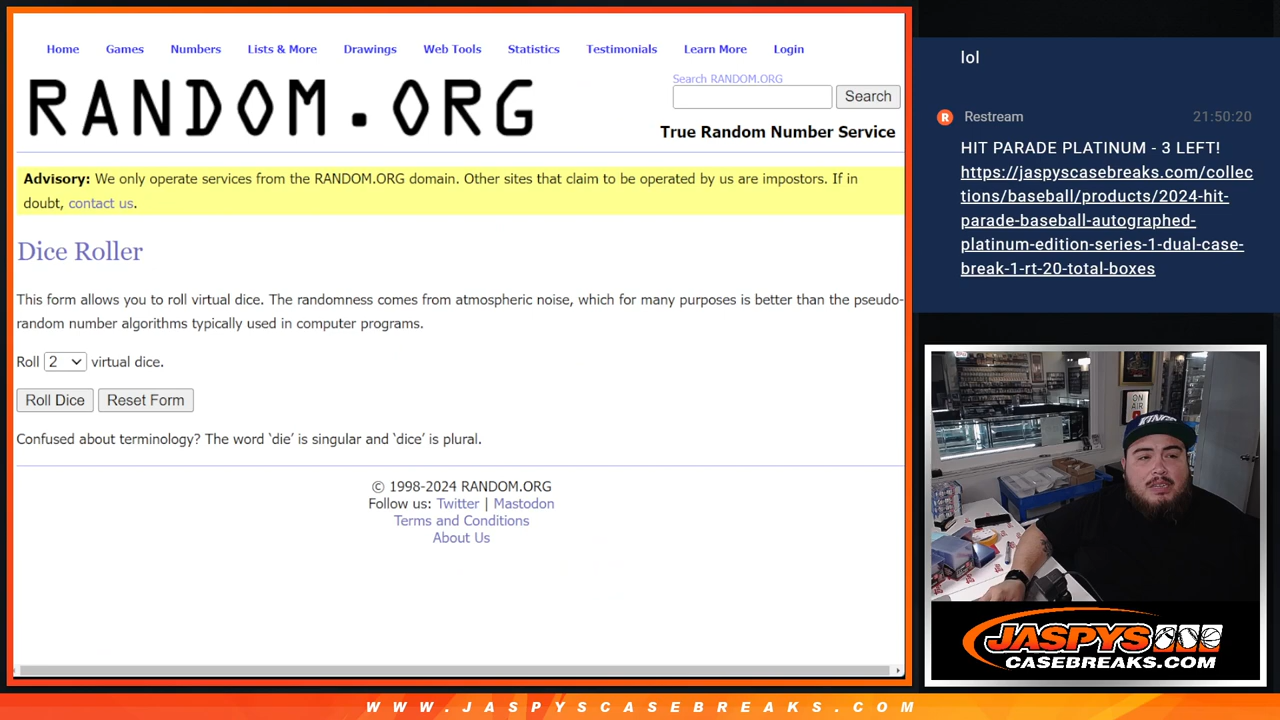 Home Games Numbers Lists & More Drawings Web Tools Statistics Testimonials Learn More Login
RANDOM.ORG
Search RANDOM.ORG
Search
True Random Number Service
Advisory: We only operate services from the RANDOM.ORG domain. Other sites that claim to be operated by us are impostors. If in
doubt, contact us.
Dice Roller
This form allows you to roll virtual dice. The randomness comes from atmospheric noise, which for many purposes is better than the pseudo-
random number algorithms typically used in computer programs.
Roll 2 virtual dice.
Roll Dice Reset Form
Confused about terminology? The word ‘die’ is singular and ‘dice’ is plural.
© 1998-2024 RANDOM.ORG
Follow us: Twitter | Mastodon
Terms and Conditions
About Us
lol
R Restream 21:50:20
HIT PARADE PLATINUM - 3 LEFT!
https://jaspyscasebreaks.com/collec
tions/baseball/products/2024-hit-
parade-baseball-autographed-
platinum-edition-series-1-dual-case-
break-1-rt-20-total-boxes
ON
AIR
KINGS
JASPYS
CASEBREAKS.COM
WWW.JASPYSCASEBREAKS.COM